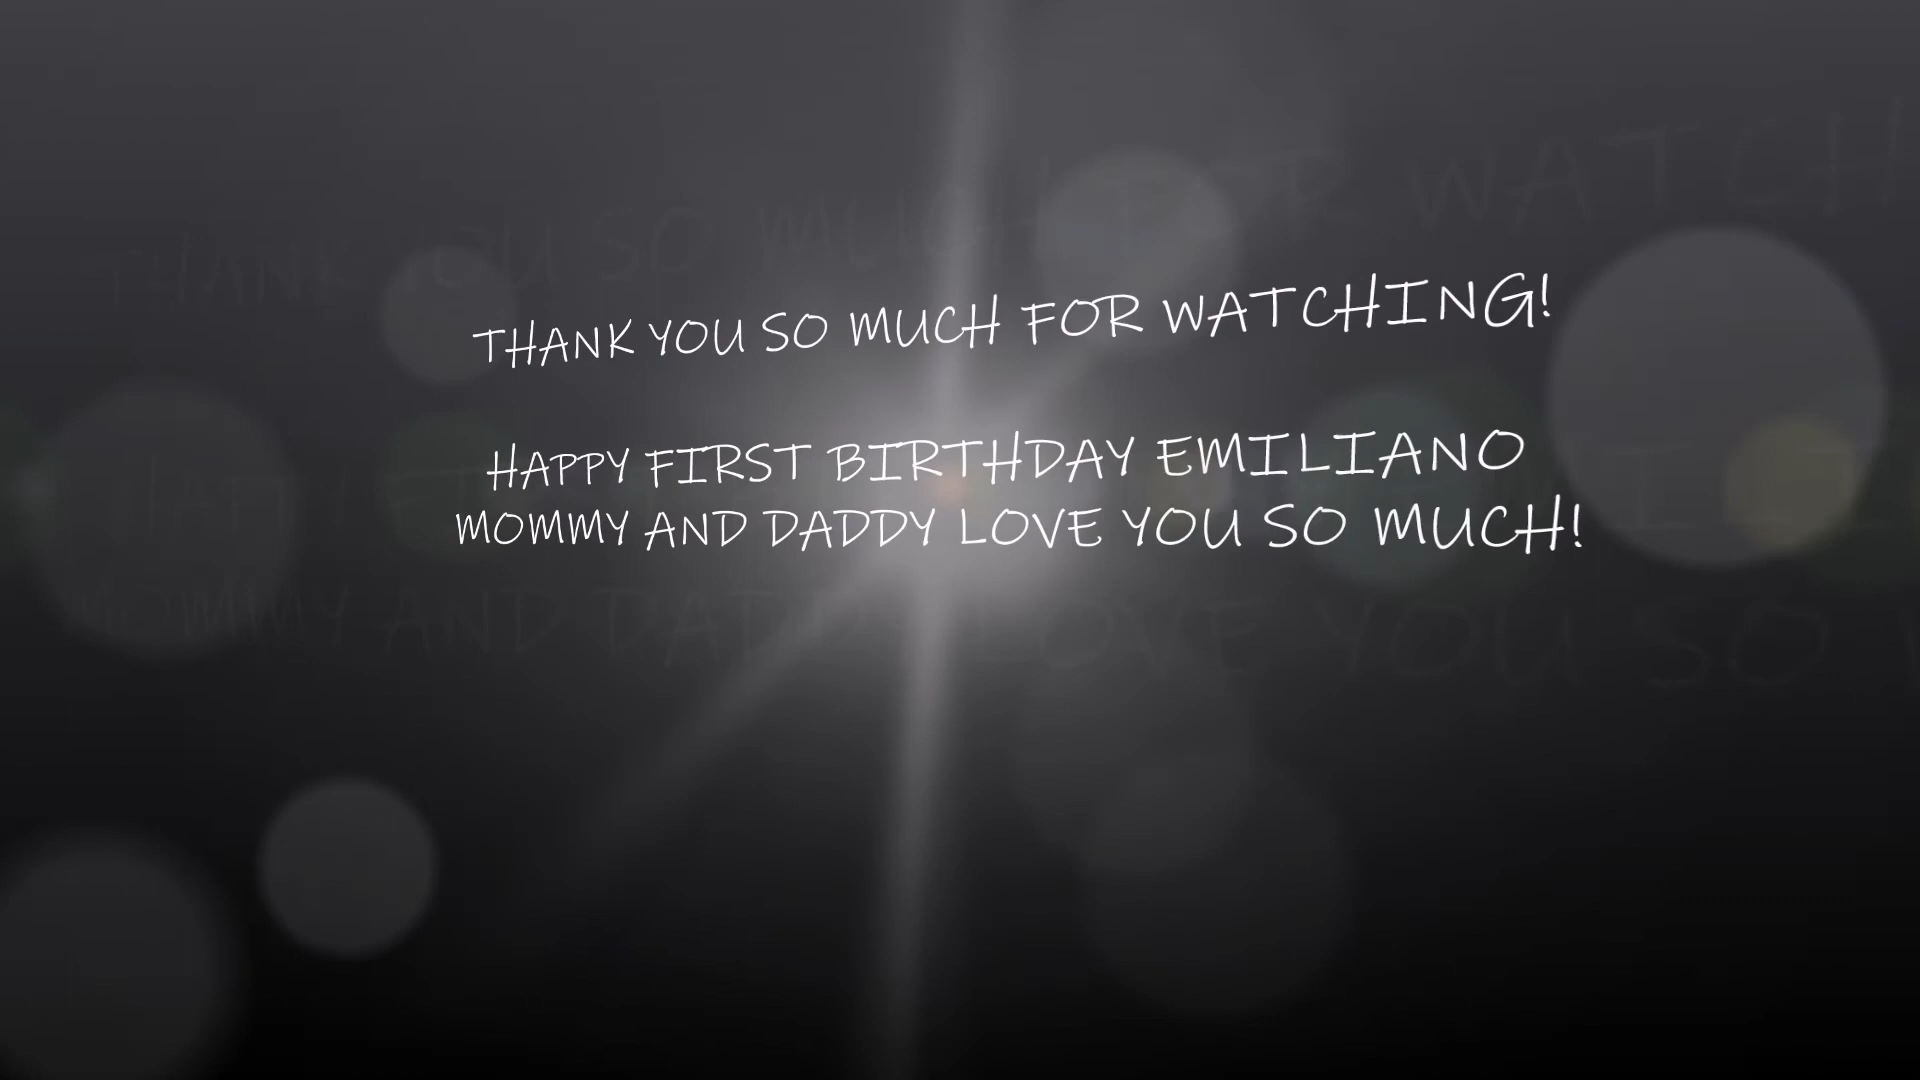 THANK YOU SO MUCH FOR WATCHING!
HAPPY FIRST BIRTHDAY EMILIANO
MOMMY AND DADDY LOVE YOU SO MUCH!